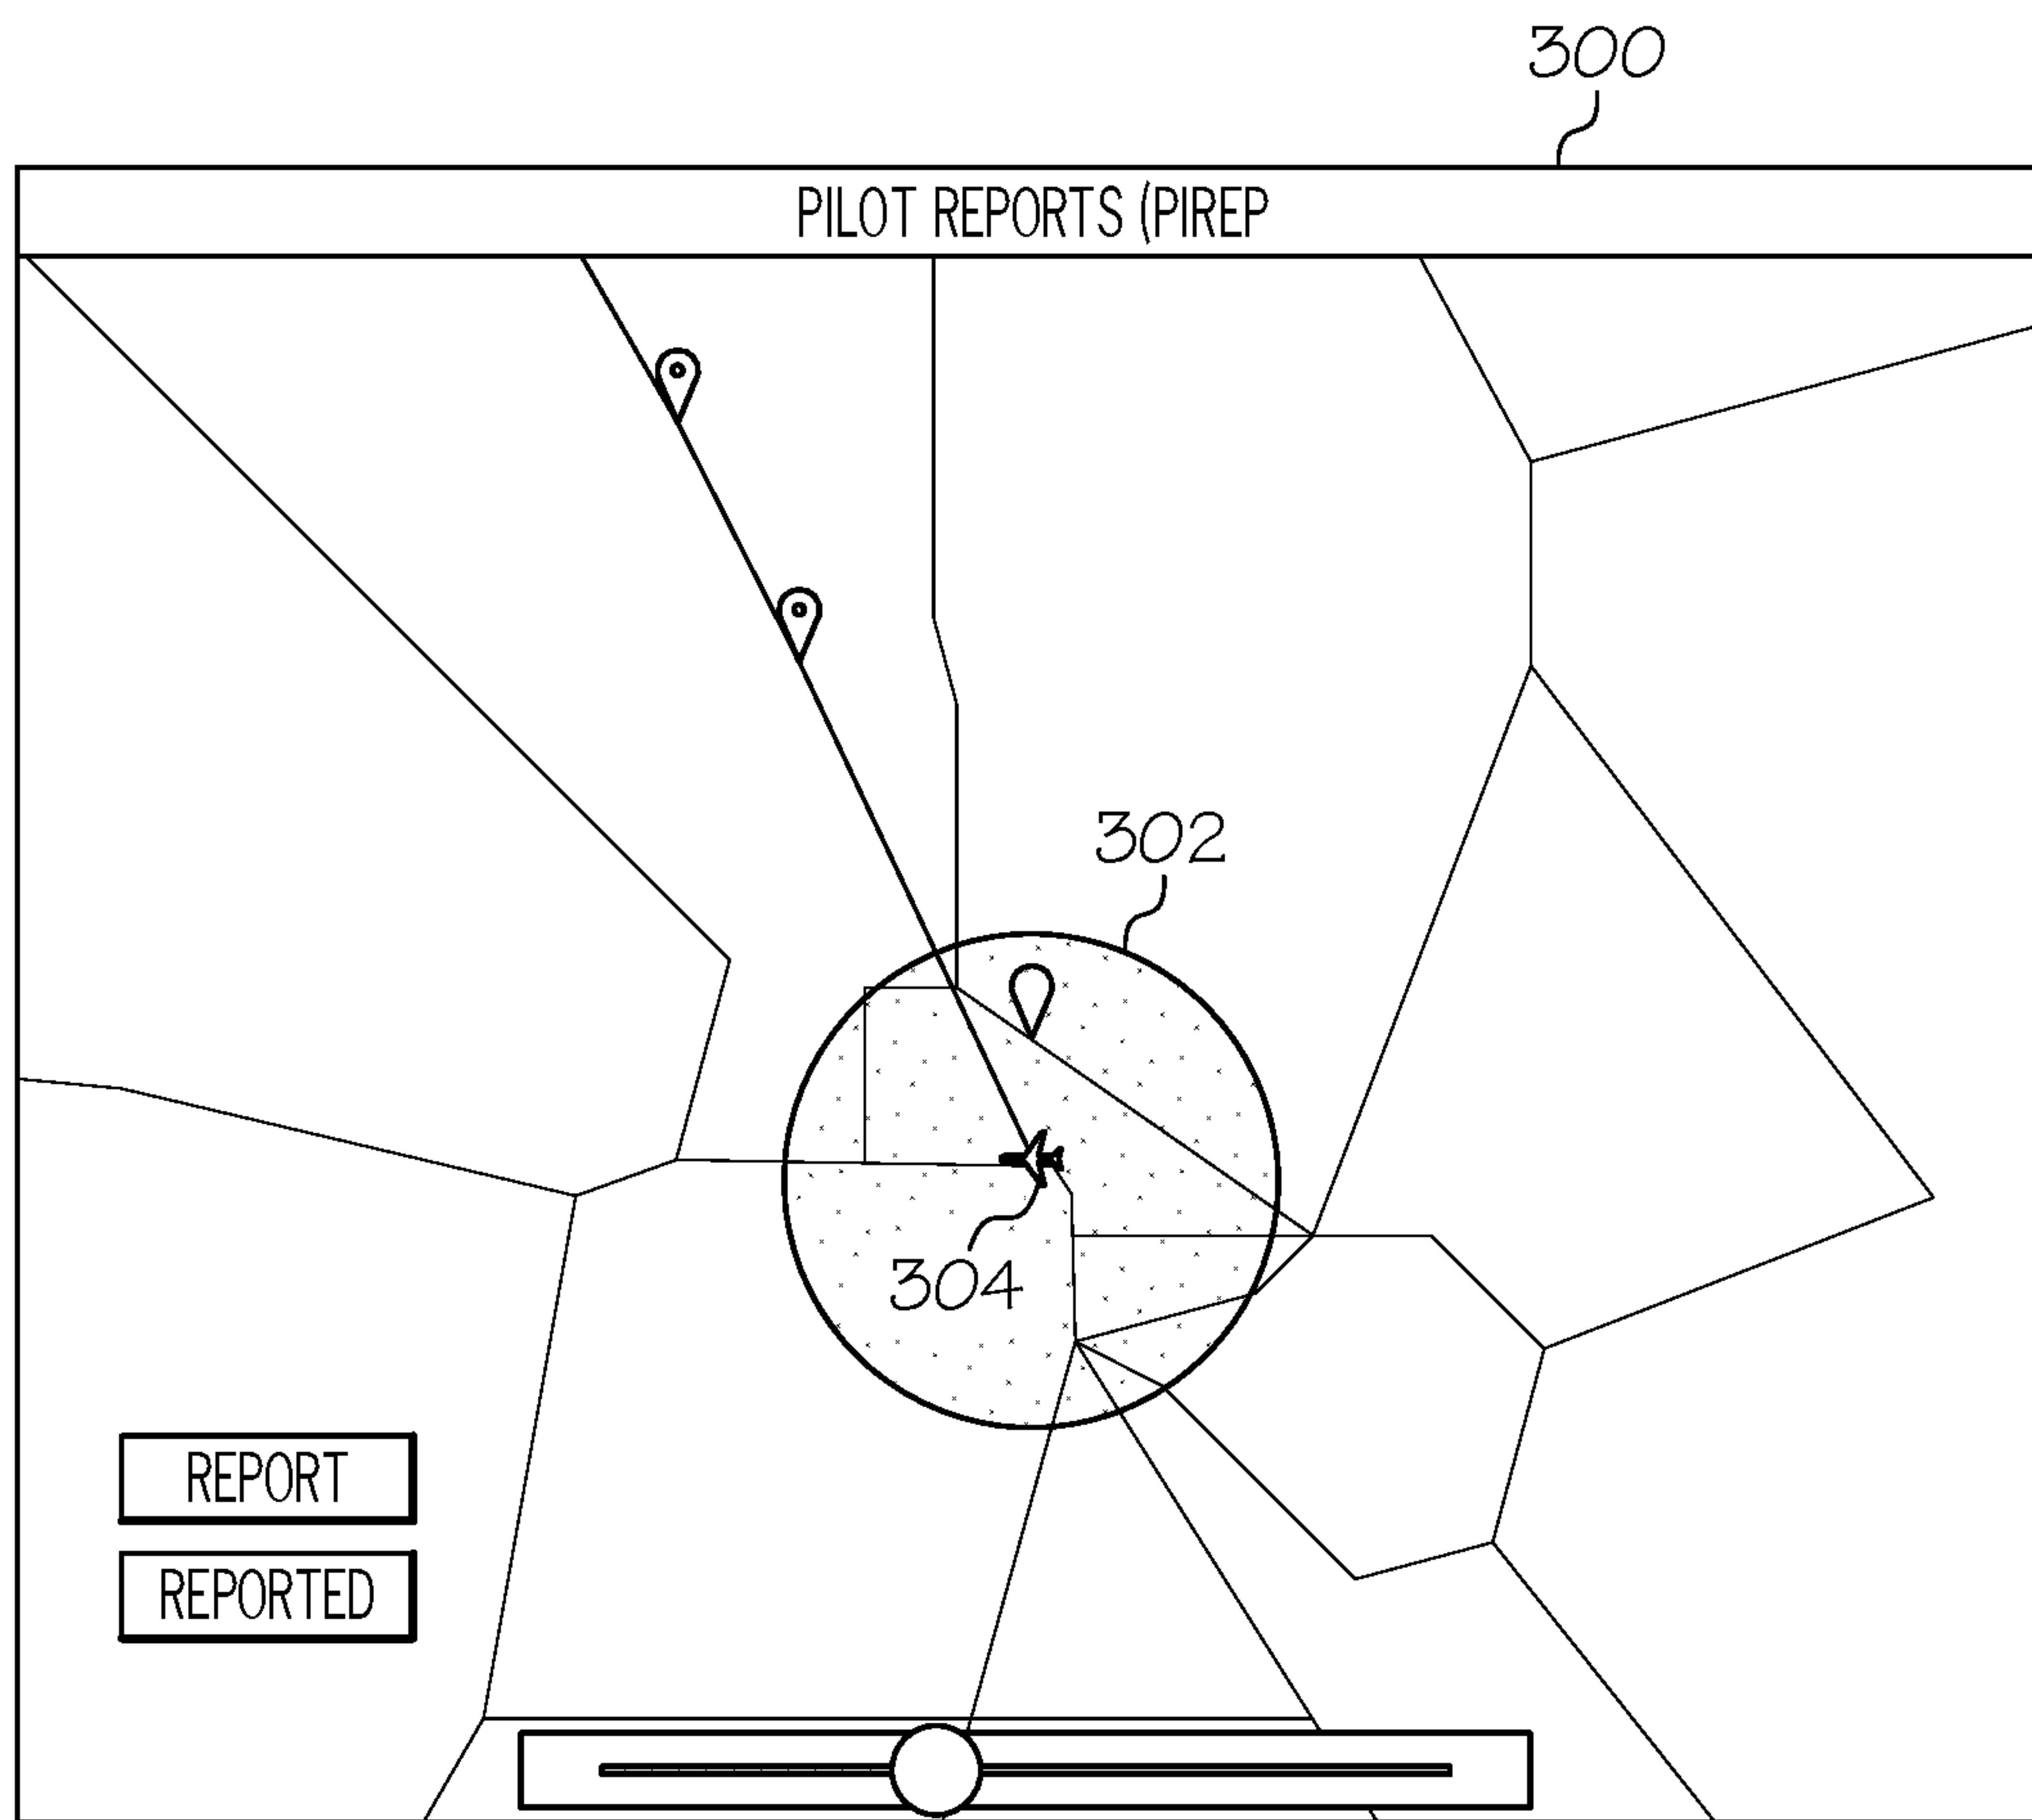 300
PILOT REPORTS (PIREP
302
304
REPORT
REPORTED